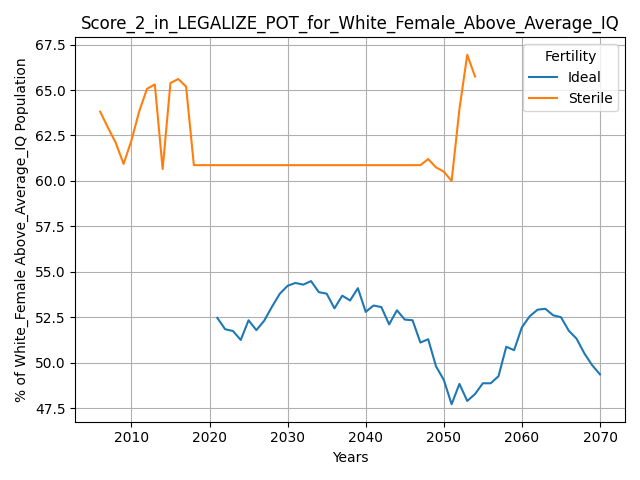 Score_2_in_LEGALIZE_POT_for_White_Female_Above_Average_IQ
% of White_Female Above_Average_IQ Population
67.5
65.0
62.5
60.0
57.5
55.0
52.5
50.0
47.5
Fertility
Ideal
Sterile
2010
2020
2030
2040
2050
2060
2070
Years